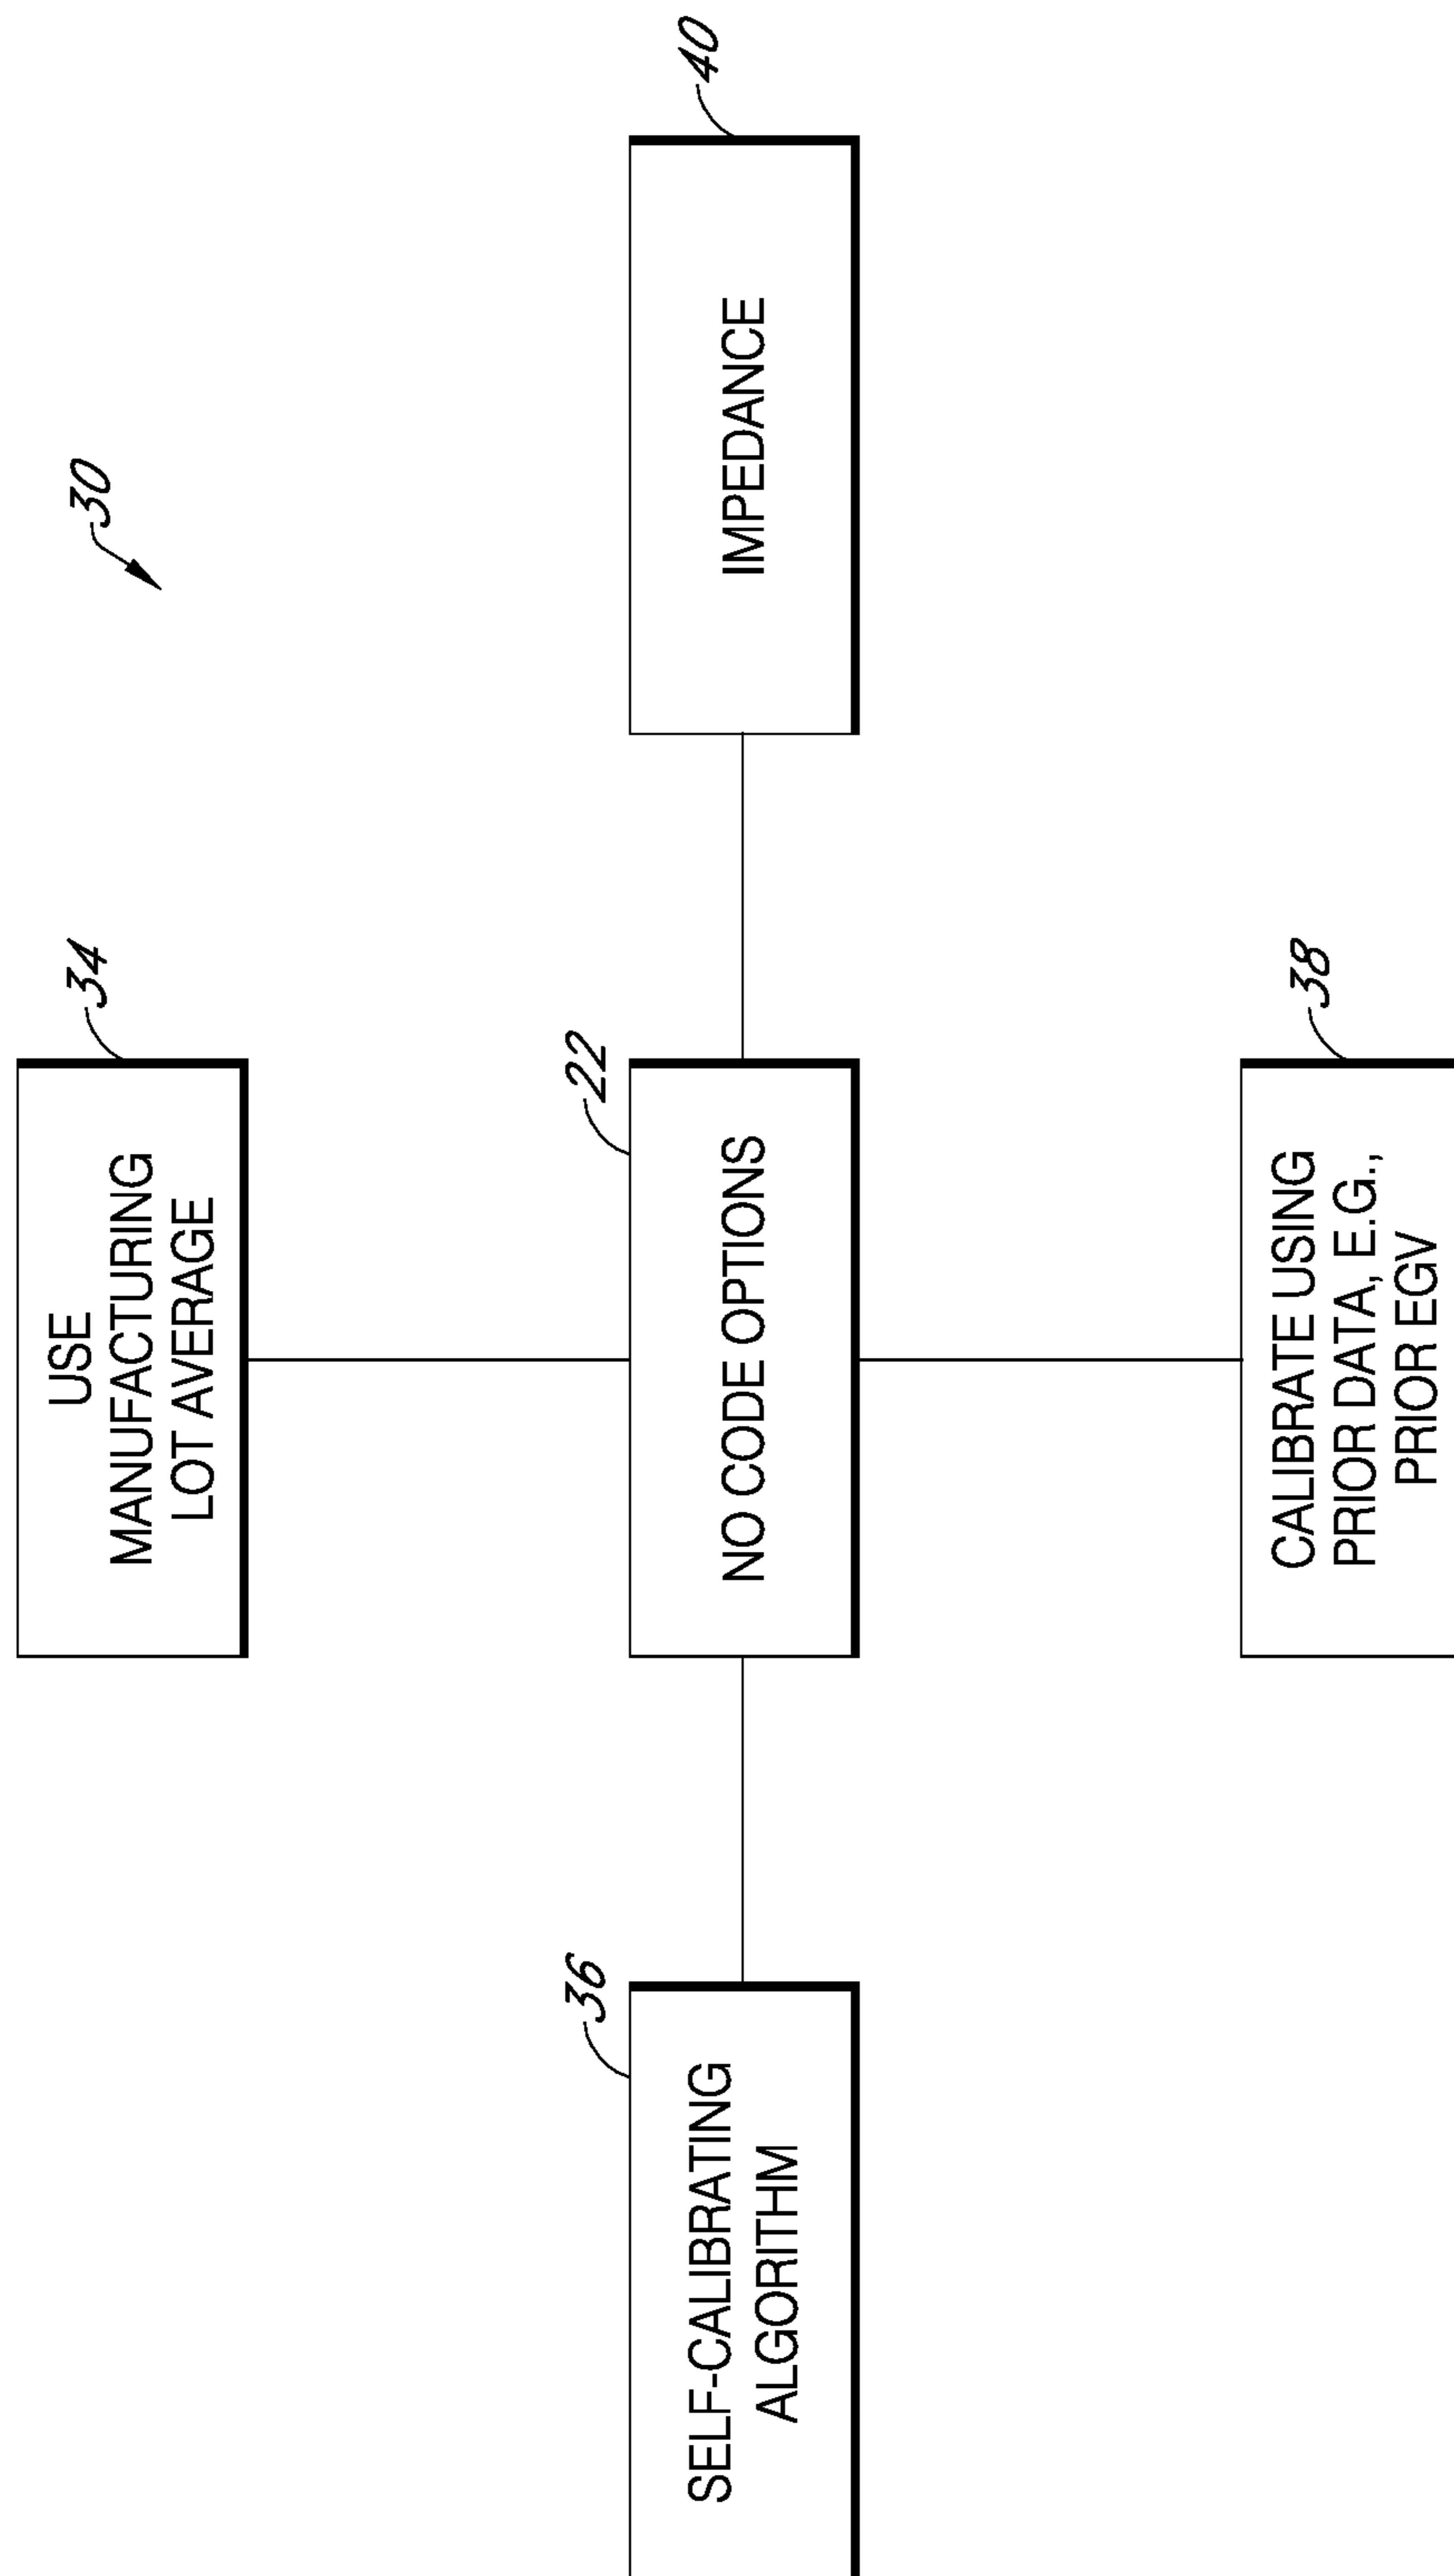 30
34
USE
MANUFACTURING
LOT AVERAGE
36
SELF-CALIBRATING
ALGORITHM
22
NO CODE OPTIONS
40
IMPEDANCE
38
CALIBRATE USING
PRIOR DATA, E.G.,
PRIOR EGV